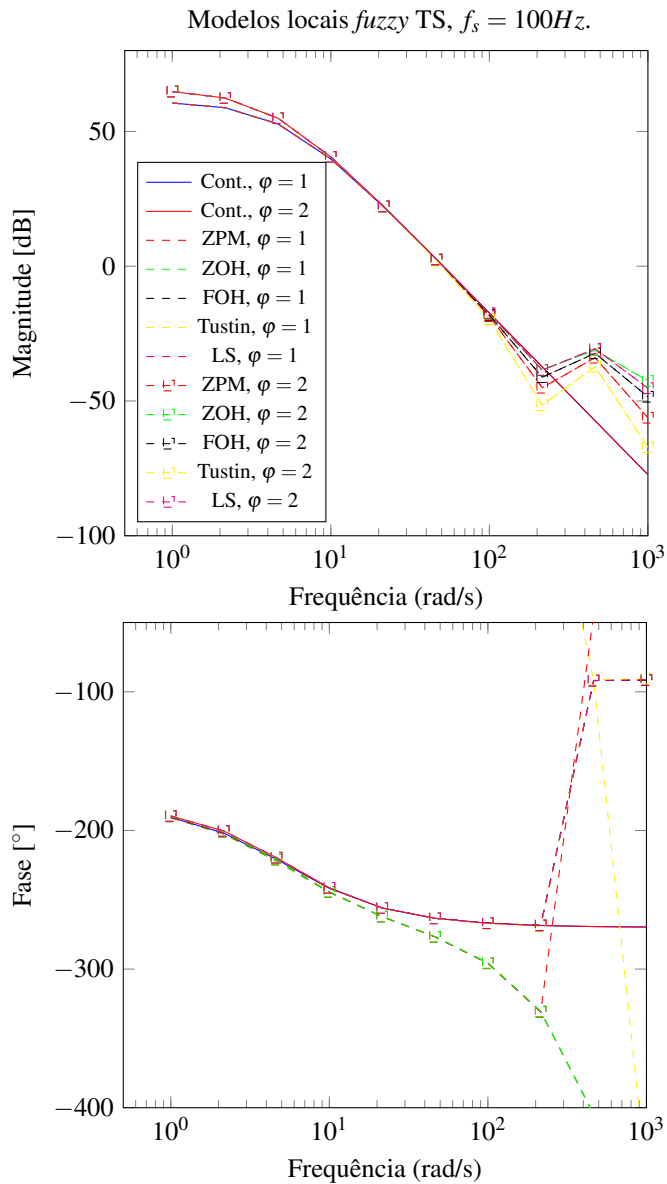 Modelos locais fuzzy TS, f_s = 100Hz.
50
0
−50
−100
Magnitude [dB]
Cont., φ = 1
Cont., φ = 2
ZPM, φ = 1
ZOH, φ = 1
FOH, φ = 1
Tustin, φ = 1
LS, φ = 1
ZPM, φ = 2
ZOH, φ = 2
FOH, φ = 2
Tustin, φ = 2
LS, φ = 2
10^0 10^1 10^2 10^3
Frequência (rad/s)
−100
−200
−300
−400
Fase [°]
10^0 10^1 10^2 10^3
Frequência (rad/s)